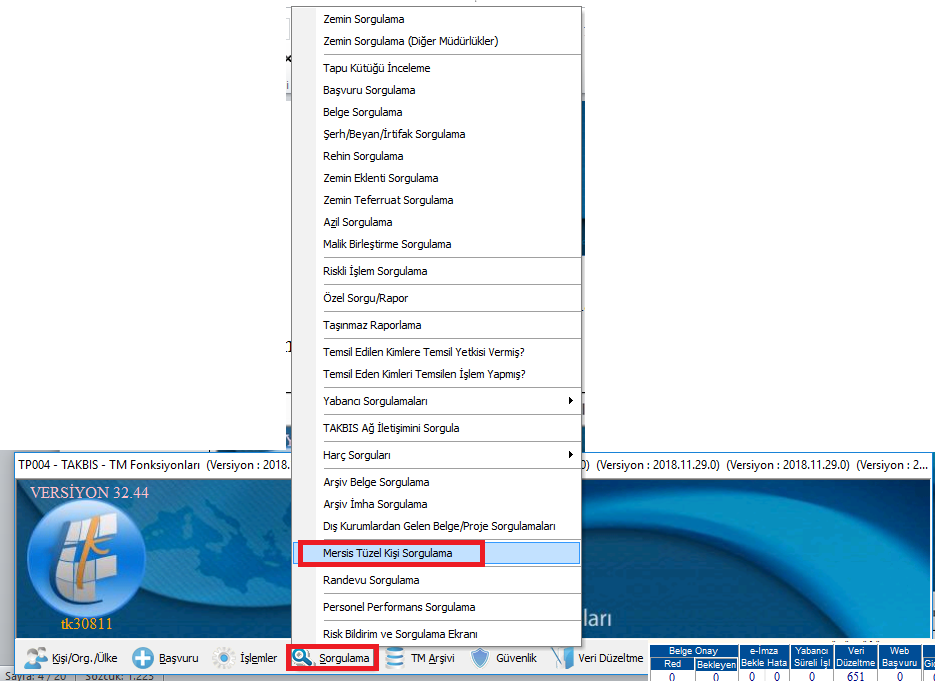 Zemin Sorgulama
Zemin Sorgulama (Diğer Müdürlükler)
Tapu Kütüğü İnceleme
Başvuru Sorgulama
Belge Sorgulama
Şerh/Beyan/İrtifak Sorgulama
Rehin Sorgulama
Zemin Eklenti Sorgulama
Zemin Teferruat Sorgulama
Azil Sorgulama
Malik Birleştirme Sorgulama
Riskli İşlem Sorgulama
Özel Sorgu/Rapor
Taşınmaz Raporlama
Temsil Edilen Kimlere Temsil Yetkisi Vermiş?
Temsil Eden Kimleri Temsilen İşlem Yapmış?
Yabancı Sorgulamaları
TAKBIS Ağ İletişimini Sorgula
Harç Sorguları
Arşiv Belge Sorgulama
Arşiv İmha Sorgulama
Dış Kurumlardan Gelen Belge/Proje Sorgulamaları
Mersis Tüzel Kişi Sorgulama
Randevu Sorgulama
Personel Performans Sorgulama
Risk Bildirim ve Sorgulama Ekranı
TP004 - TAKBIS - TM Fonksiyonları (Versiyon : 2018. 0) (Versiyon : 2018.11.29.0) (Versiyon : 2018.11.29.0) (Versiyon : 2...
VERSİYON 32.44
tk30811
ları
Kişi/Org./Ülke Başvuru İşlemler Sorgulama TM Arşivi Güvenlik Veri Düzeltme
Belge Onay e-İmza Yabancı Veri Web
Red Bekleyen Bekle Hata Süreli İşl Düzeltme Başvuru
0 0 0 0 0 651 0
Sayfa: 4 / 20 Sözcük: 1.223